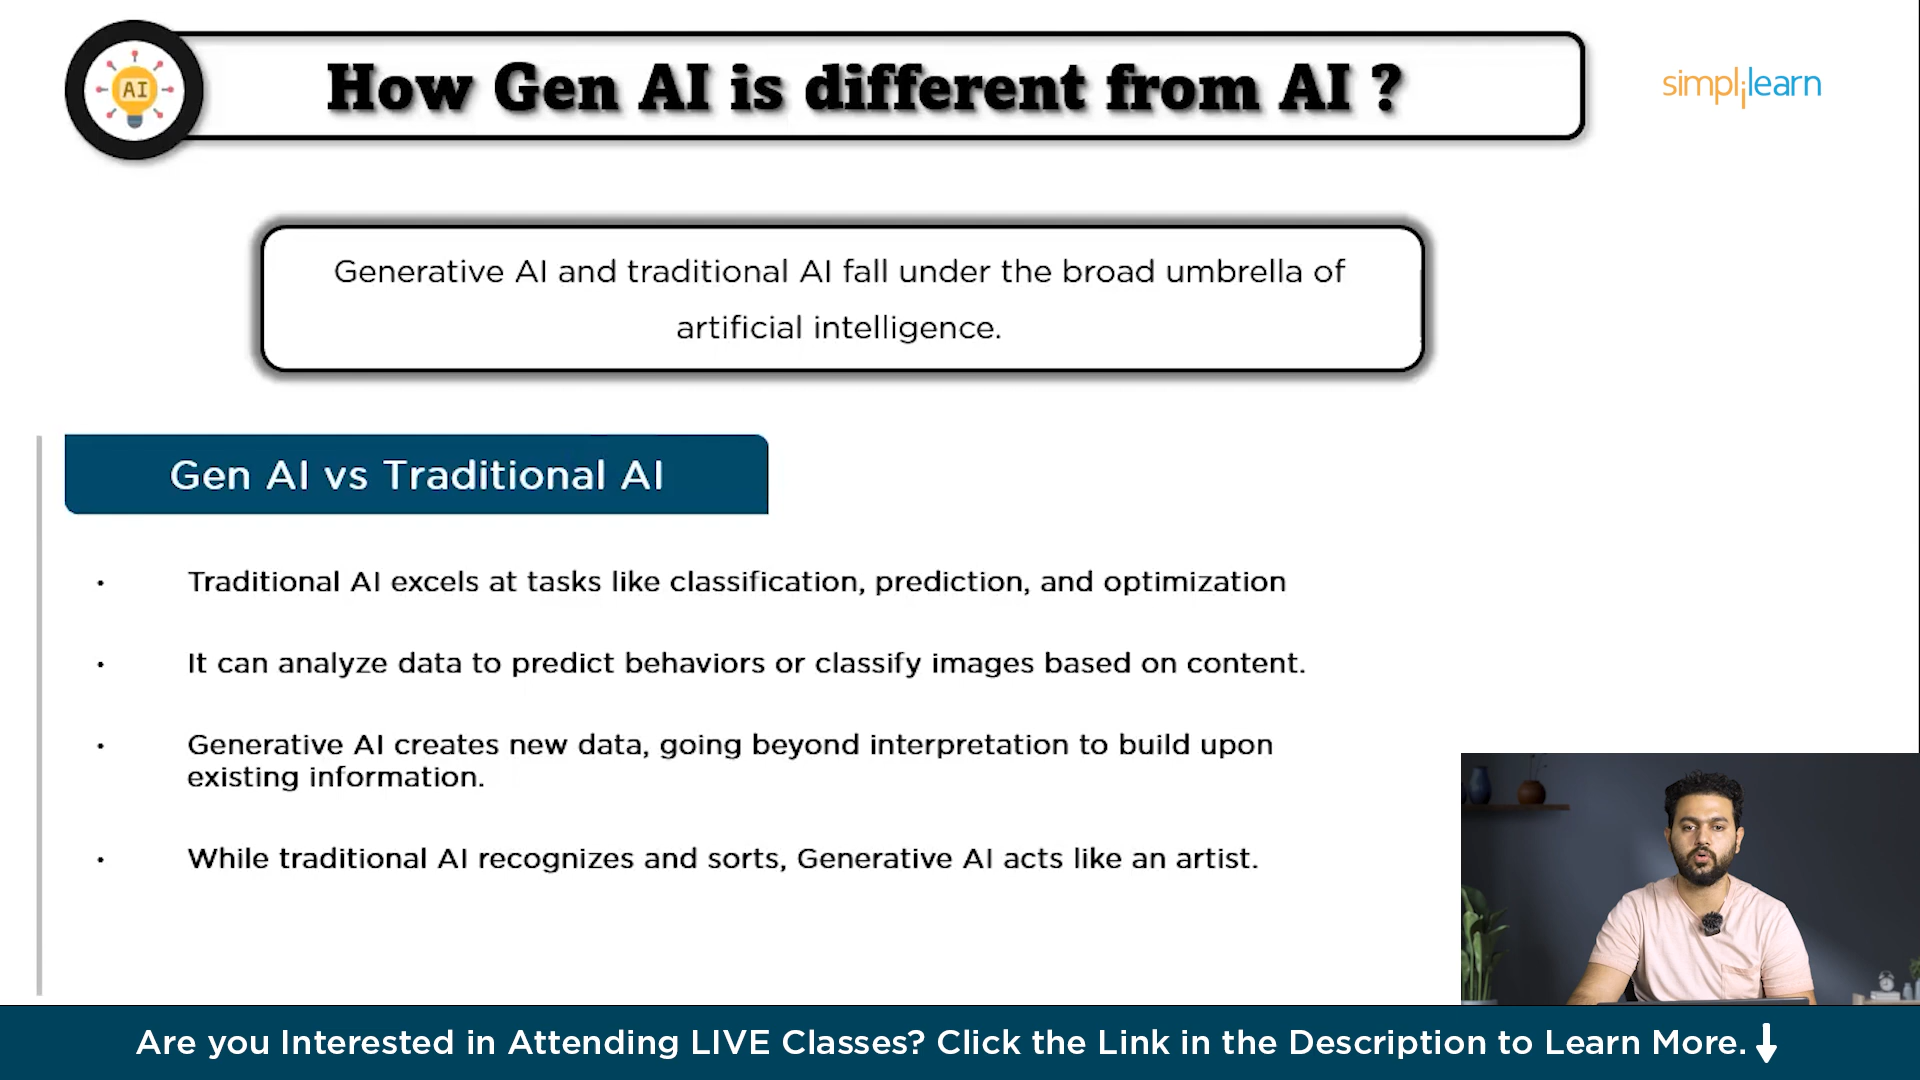 AI
How Gen AI is different from AI ?
simplilearn
Generative AI and traditional AI fall under the broad umbrella of
artificial intelligence.
Gen AI vs Traditional AI
• Traditional AI excels at tasks like classification, prediction, and optimization
• It can analyze data to predict behaviors or classify images based on content.
• Generative AI creates new data, going beyond interpretation to build upon
existing information.
• While traditional AI recognizes and sorts, Generative AI acts like an artist.
Are you Interested in Attending LIVE Classes? Click the Link in the Description to Learn More.